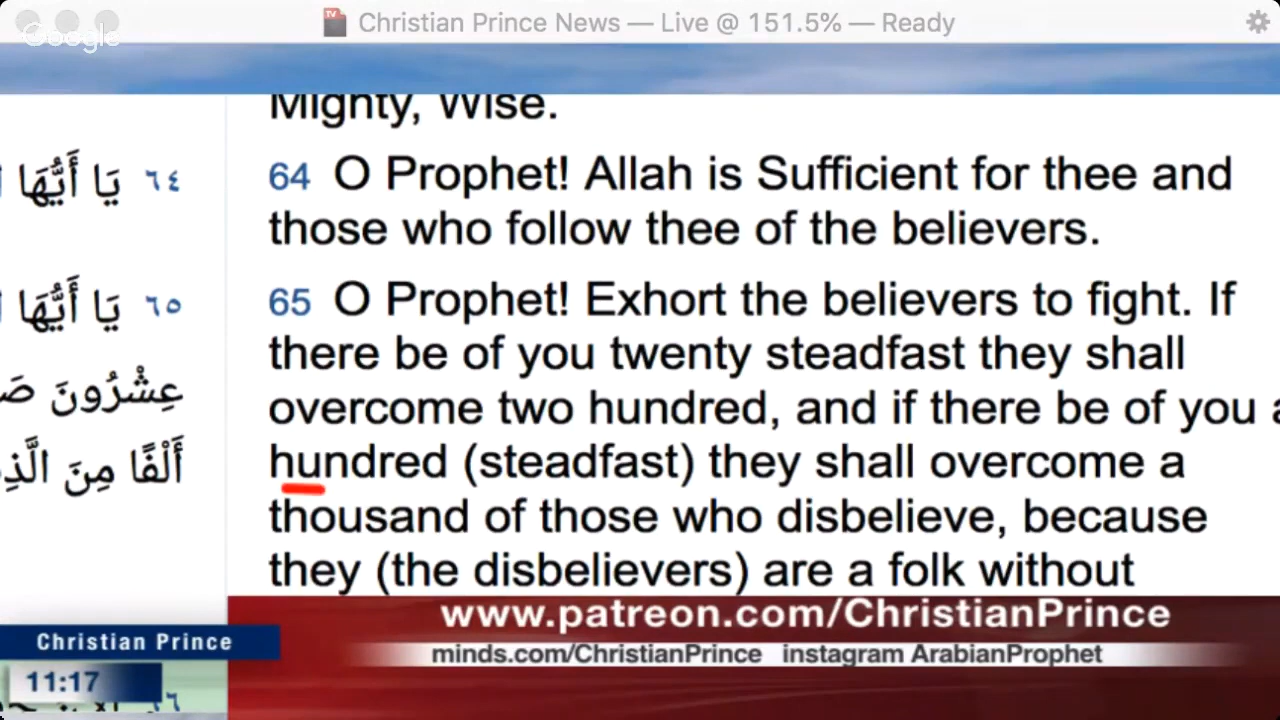 Christian Prince News — Live @ 151.5% — Ready
Google
Mighty, Wise.
يَا أَيُّهَا ٦٤
64 O Prophet! Allah is Sufficient for thee and
those who follow thee of the believers.
يَا أَيُّهَا ٦٥
65 O Prophet! Exhort the believers to fight. If
there be of you twenty steadfast they shall
عِشْرُونَ
overcome two hundred, and if there be of you a
أَلْفًا مِنَ
hundred (steadfast) they shall overcome a
thousand of those who disbelieve, because
they (the disbelievers) are a folk without
www.patreon.com/ChristianPrince
Christian Prince
minds.com/ChristianPrince instagram ArabianProphet
11:17